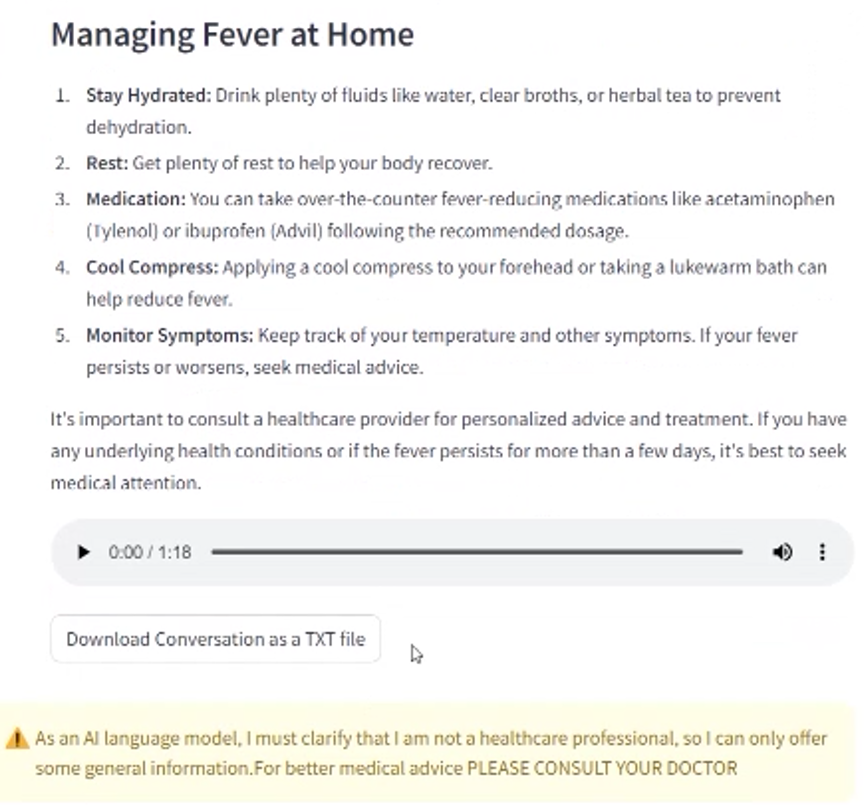 Managing Fever at Home
1. Stay Hydrated: Drink plenty of fluids like water, clear broths, or herbal tea to prevent
dehydration.
2. Rest: Get plenty of rest to help your body recover.
3. Medication: You can take over-the-counter fever-reducing medications like acetaminophen
(Tylenol) or ibuprofen (Advil) following the recommended dosage.
4. Cool Compress: Applying a cool compress to your forehead or taking a lukewarm bath can
help reduce fever.
5. Monitor Symptoms: Keep track of your temperature and other symptoms. If your fever
persists or worsens, seek medical advice.
It's important to consult a healthcare provider for personalized advice and treatment. If you have
any underlying health conditions or if the fever persists for more than a few days, it's best to seek
medical attention.
0:00 / 1:18
Download Conversation as a TXT file
As an AI language model, I must clarify that I am not a healthcare professional, so I can only offer
some general information.For better medical advice PLEASE CONSULT YOUR DOCTOR